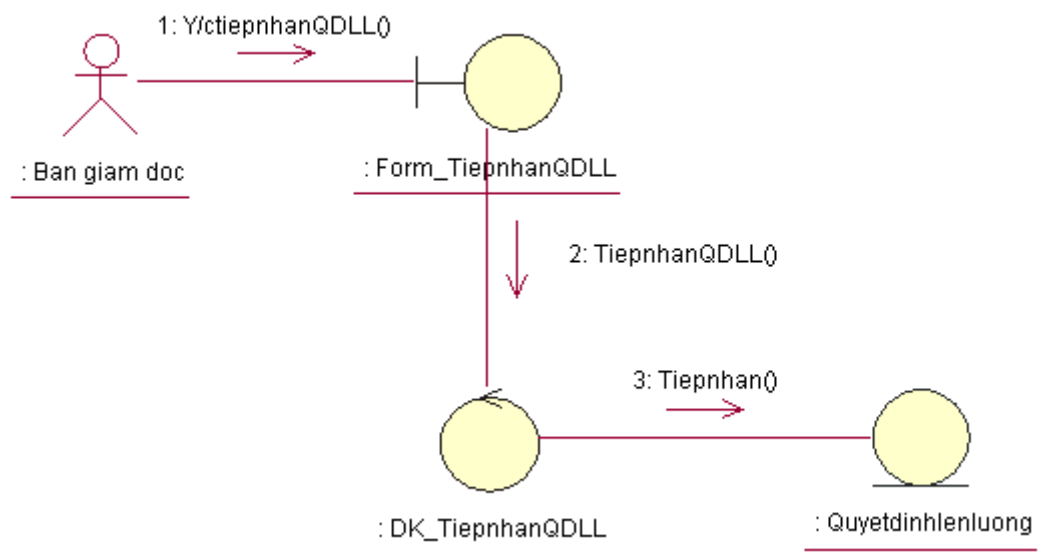 1: Y/ctiepnhanQDLL()
: Ban giam doc
: Form_TiepnhanQDLL
2: TiepnhanQDLL()
3: Tiepnhan()
: DK_TiepnhanQDLL
: Quyetdinhlenluong